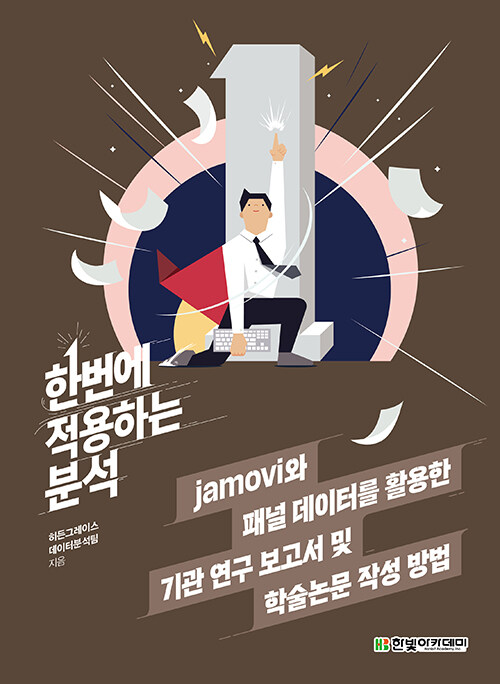 1
한번에
적용하는
분석
히든그레이스
데이터분석팀
지음
jamovi와
패널 데이터를 활용한
기관 연구 보고서 및
학술논문 작성 방법
HB 한빛아카데미
Hanbit Academy, Inc.